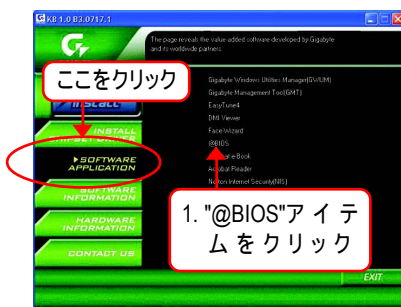 KB 1.0 B3.0717.1
The page reveals the value-added software developed by Gigabyte
and its worldwide partners.
ここをクリック
Install
Gigabyte Windows Utilities Manager(GWUM)
Gigabyte Management Tool(GMT)
EasyTune4
DMI Viewer
Face-Wizard
@BIOS
Acrobat e-Book
Acrobat Reader
Norton Internet Security(NIS)
INSTALL
CHIPSET DRIVER
SOFTWARE
APPLICATION
SOFTWARE
INFORMATION
HARDWARE
INFORMATION
CONTACT US
1. "@BIOS"アイテ
ムをクリック
EXIT